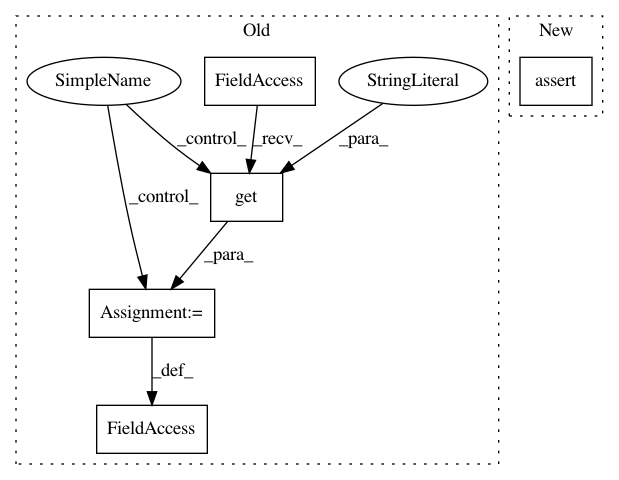 Old
New
SimpleName
FieldAccess
StringLiteral
assert
_control_
_recv_
_para_
_control_
get
_para_
Assignment:=
_def_
FieldAccess